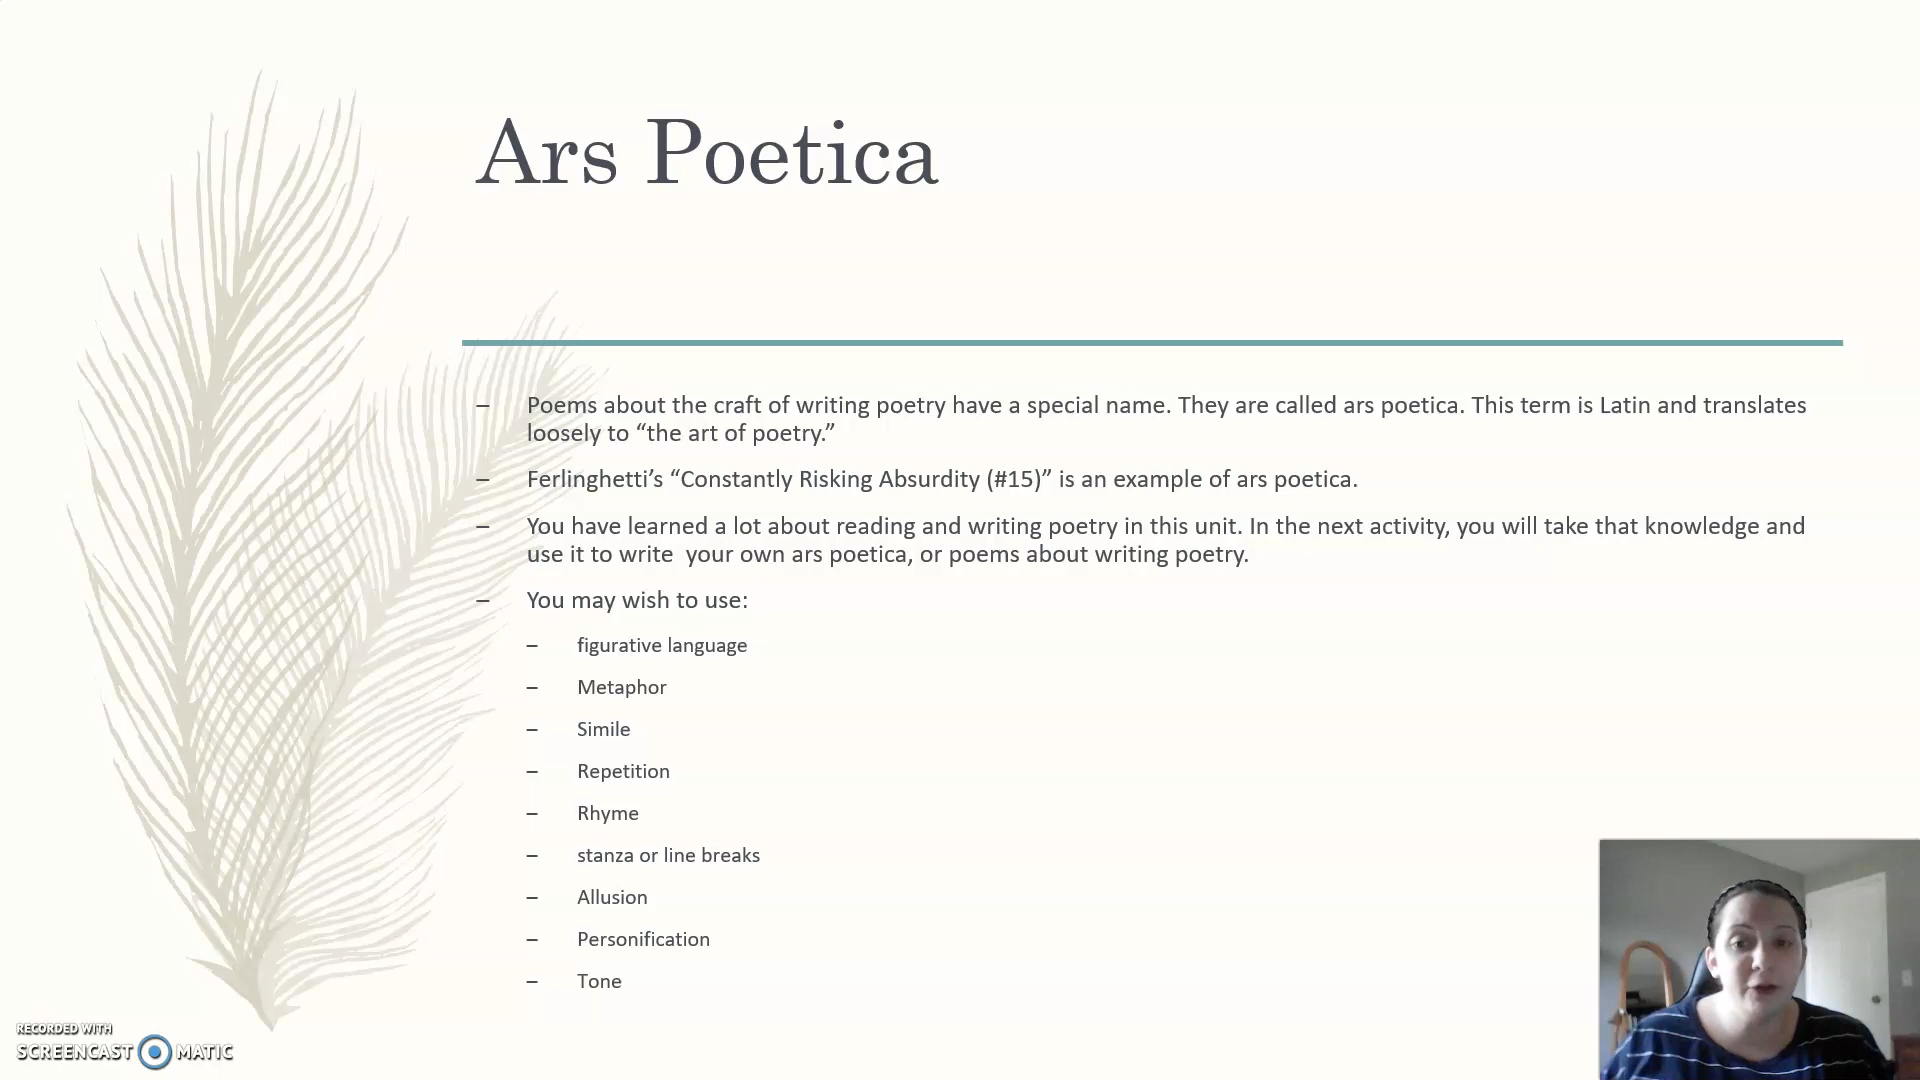 Ars Poetica
– Poems about the craft of writing poetry have a special name. They are called ars poetica. This term is Latin and translates
loosely to “the art of poetry.”
– Ferlinghetti’s “Constantly Risking Absurdity (#15)” is an example of ars poetica.
– You have learned a lot about reading and writing poetry in this unit. In the next activity, you will take that knowledge and
use it to write  your own ars poetica, or poems about writing poetry.
– You may wish to use:
– figurative language
– Metaphor
– Simile
– Repetition
– Rhyme
– stanza or line breaks
– Allusion
– Personification
– Tone
RECORDED WITH
SCREENCAST MATIC